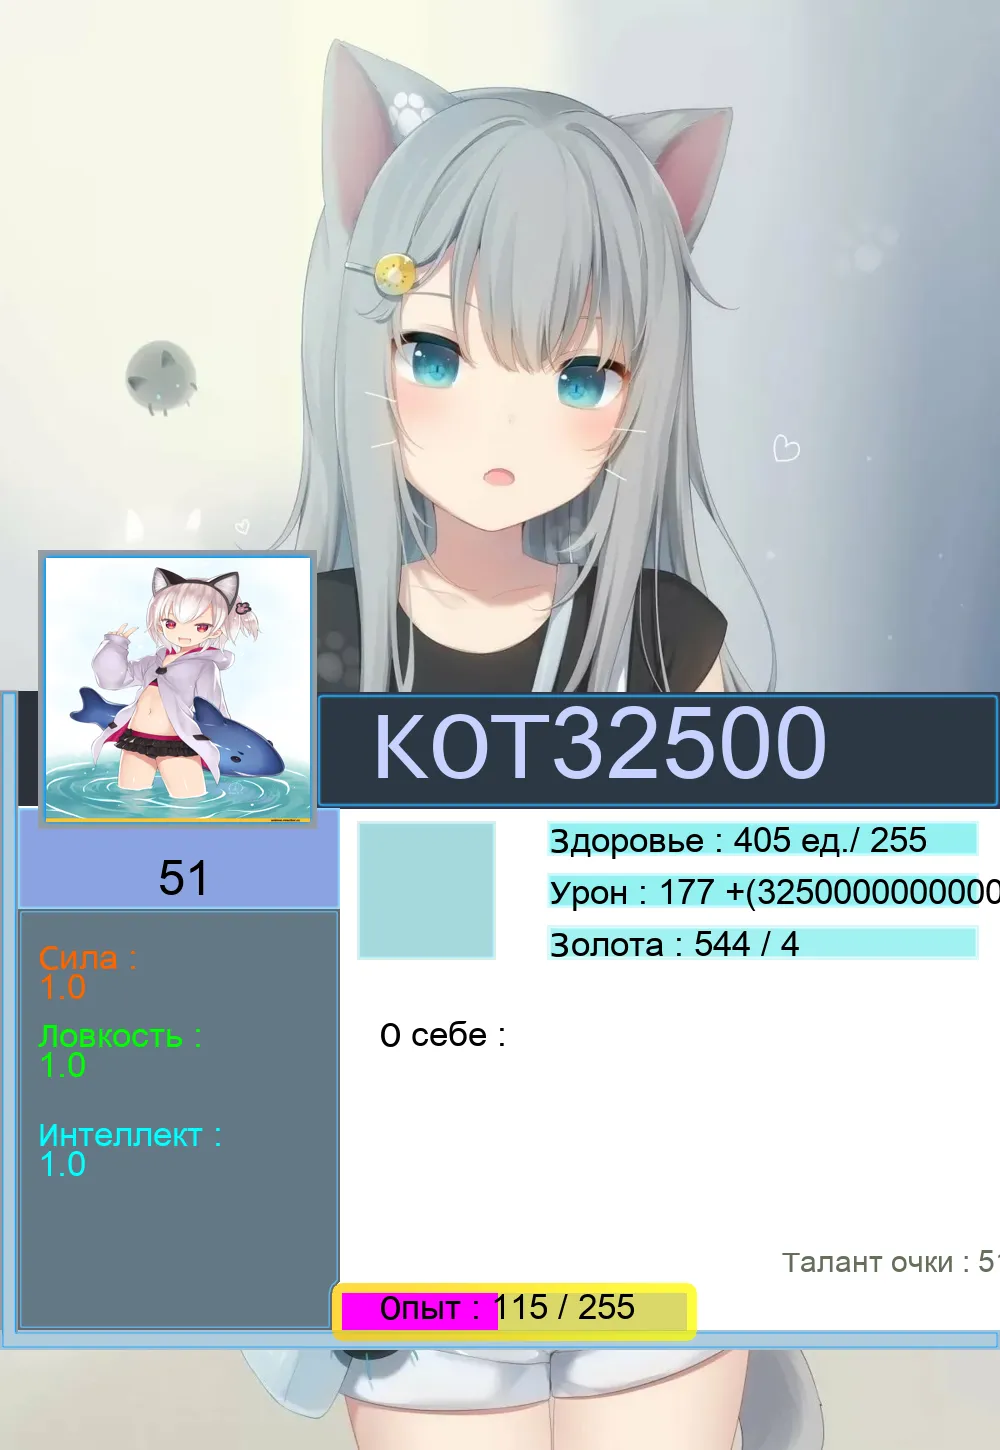 КОТ32500
51
Здоровье : 405 ед./ 255
Урон : 177 +(3250000000000
Золота : 544 / 4
Сила :
1.0
Ловкость :
1.0
Интеллект :
1.0
О себе :
Талант очки : 51
Опыт : 115 / 255